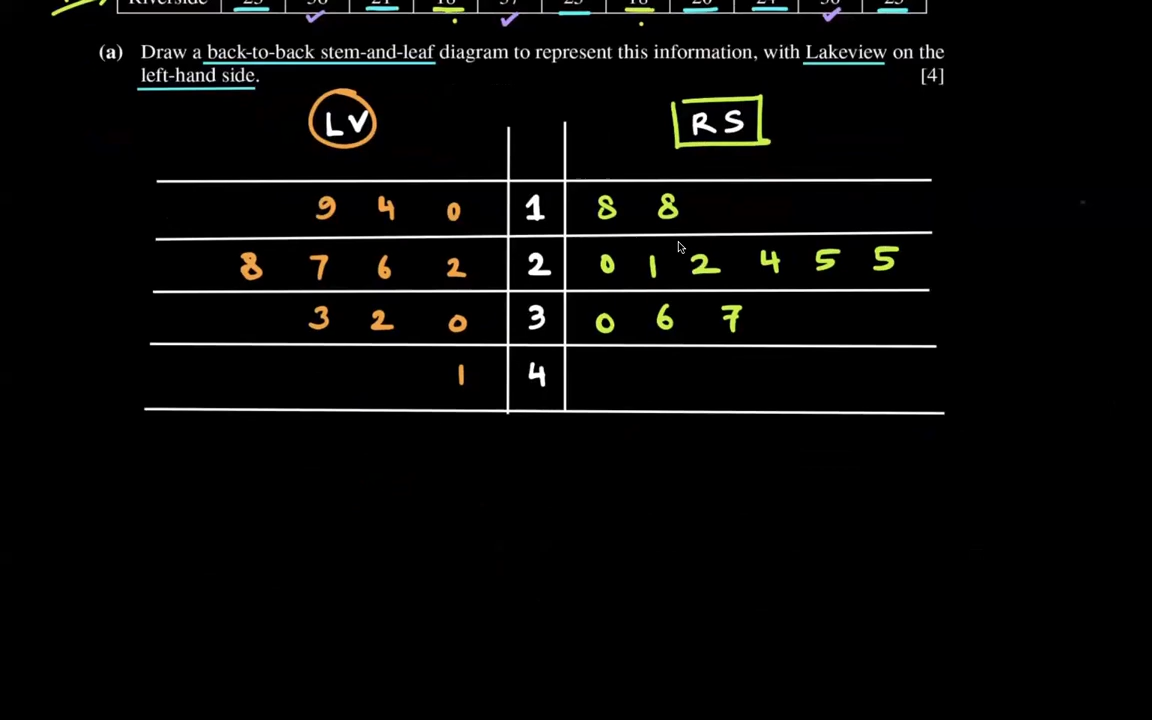 Riverside
(a) Draw a back-to-back stem-and-leaf diagram to represent this information, with Lakeview on the
left-hand side. [4]
LV RS
9 4 0 1 8 8
8 7 6 2 2 0 1 2 4 5 5
3 2 0 3 0 6 7
1 4